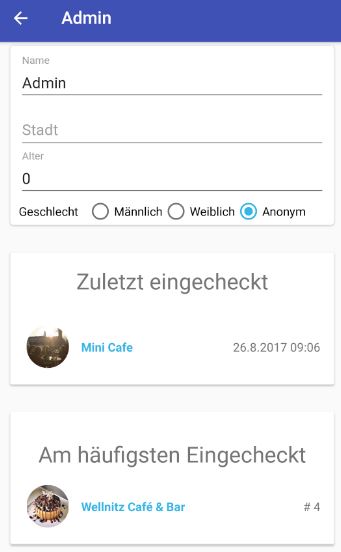 Admin
Name
Admin
Stadt
Alter
0
Geschlecht Männlich Weiblich Anonym
Zuletzt eingecheckt
Mini Cafe 26.8.2017 09:06
Am häufigsten Eingecheckt
Wellnitz Café & Bar # 4